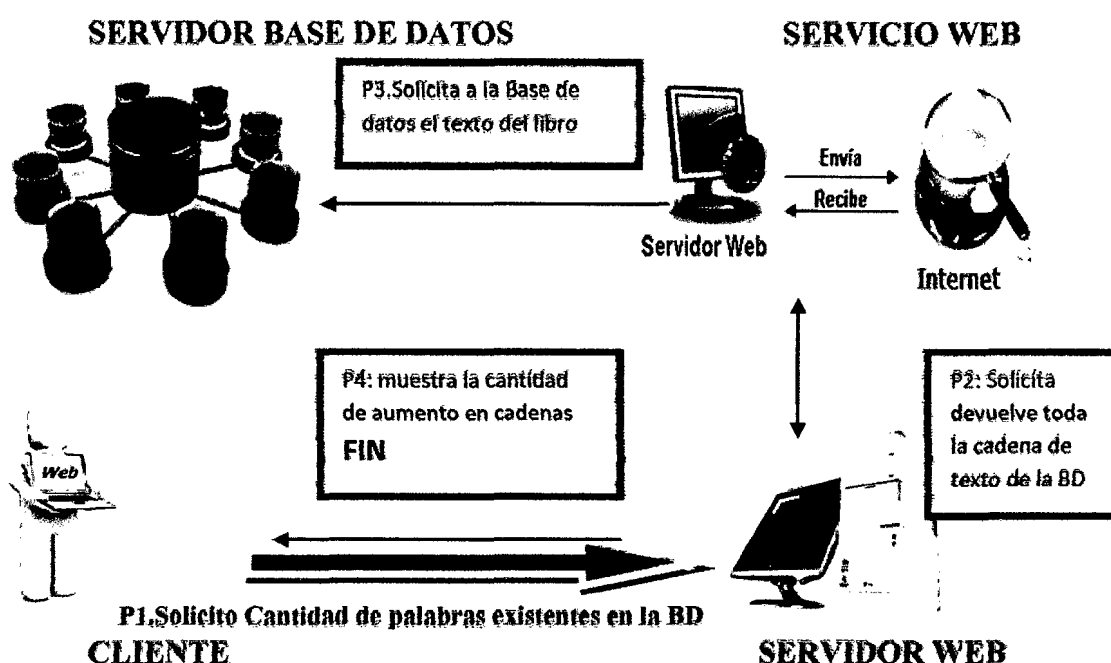 SERVIDOR BASE DE DATOS
SERVICIO WEB
P3.Solicita a la Base de
datos el texto del libro
Envía
Recibe
Servidor Web
Internet
P4: muestra la cantidad
de aumento en cadenas
FIN
P2: Solicita
devuelve toda
la cadena de
texto de la BD
Web
P1.Solicito Cantidad de palabras existentes en la BD
CLIENTE
SERVIDOR WEB